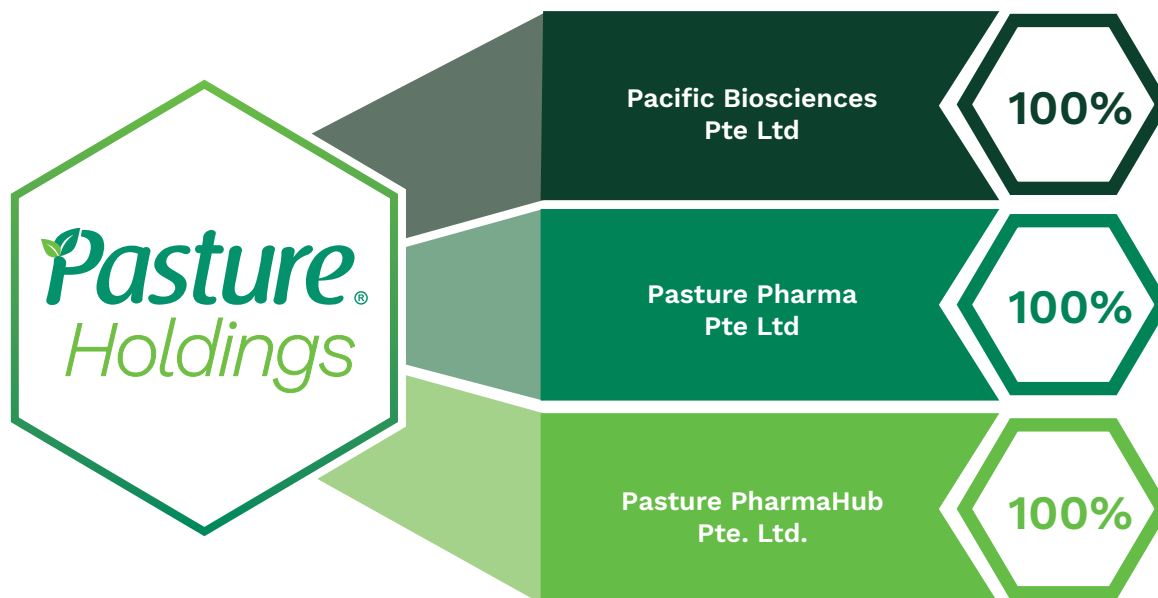 Pasture®
Holdings
Pacific Biosciences
Pte Ltd
100%
Pasture Pharma
Pte Ltd
100%
Pasture PharmaHub
Pte. Ltd.
100%